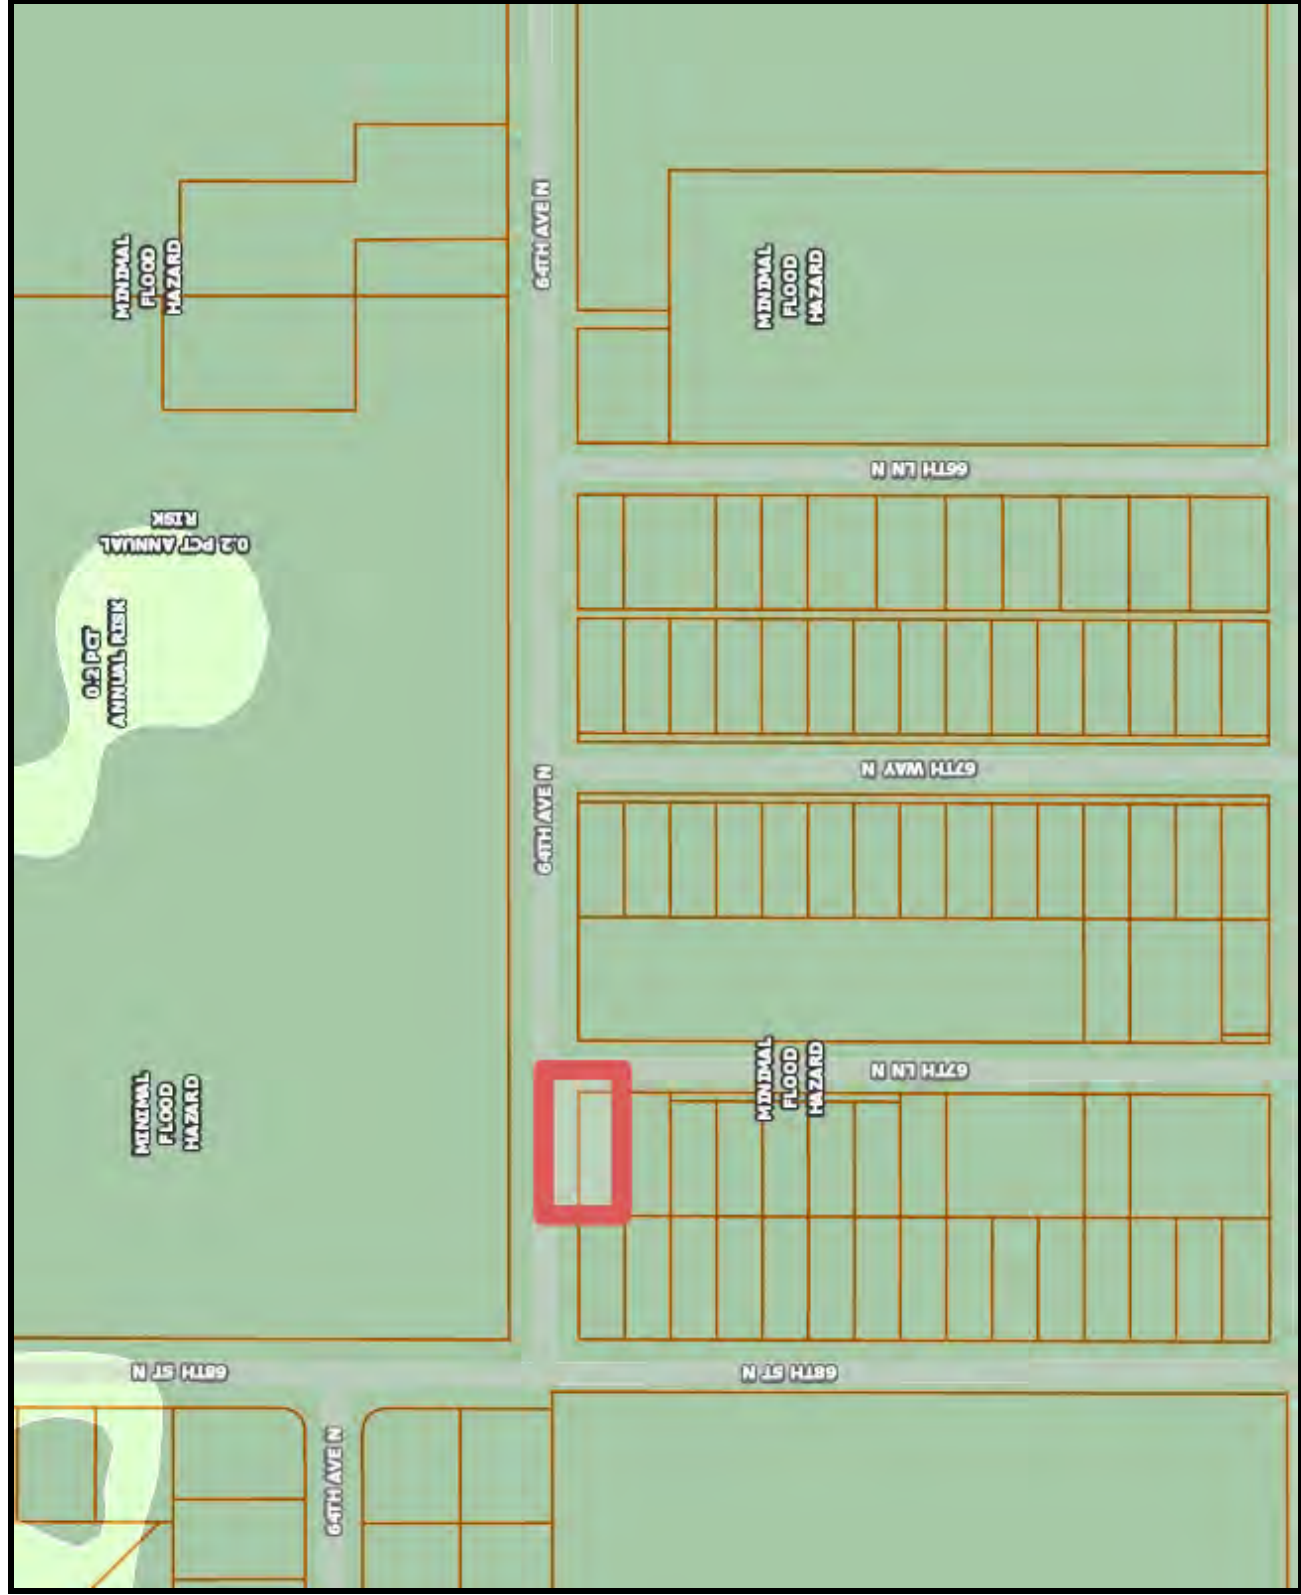 64TH AVE N
MINIMAL
FLOOD
HAZARD
MINIMAL
FLOOD
HAZARD
66TH LN N
0.2 PCT ANNUAL
RISK
0.2 PCT
ANNUAL RISK
67TH WAY N
64TH AVE N
MINIMAL
FLOOD
HAZARD
67TH LN N
MINIMAL
FLOOD
HAZARD
68TH ST N
68TH ST N
64TH AVE N